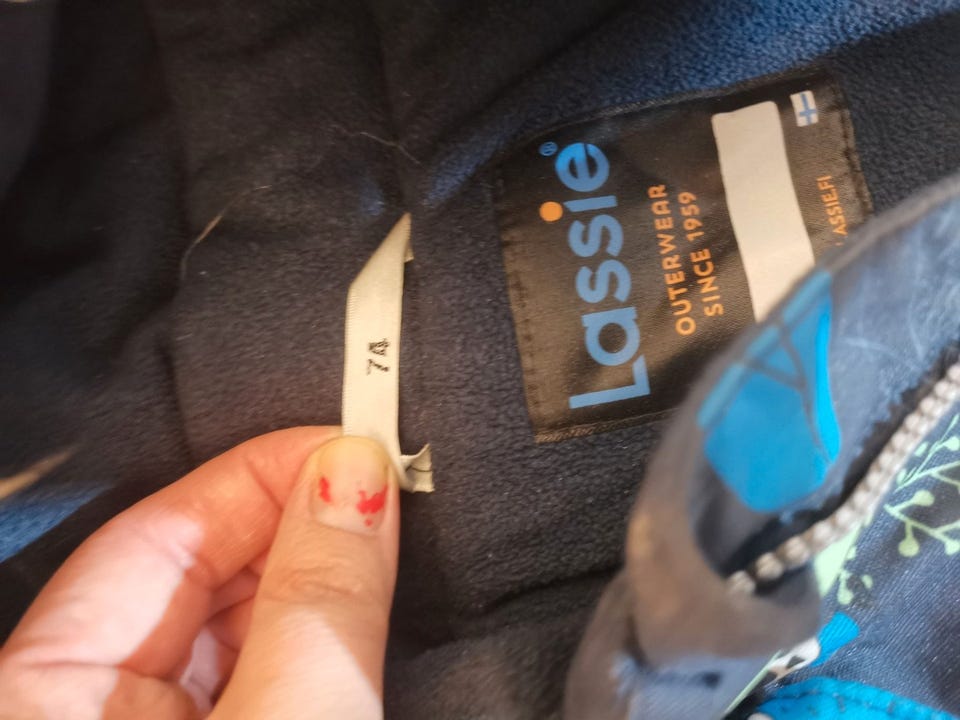 Lassie®
OUTERWEAR
SINCE 1959
ASSIE.FI
74